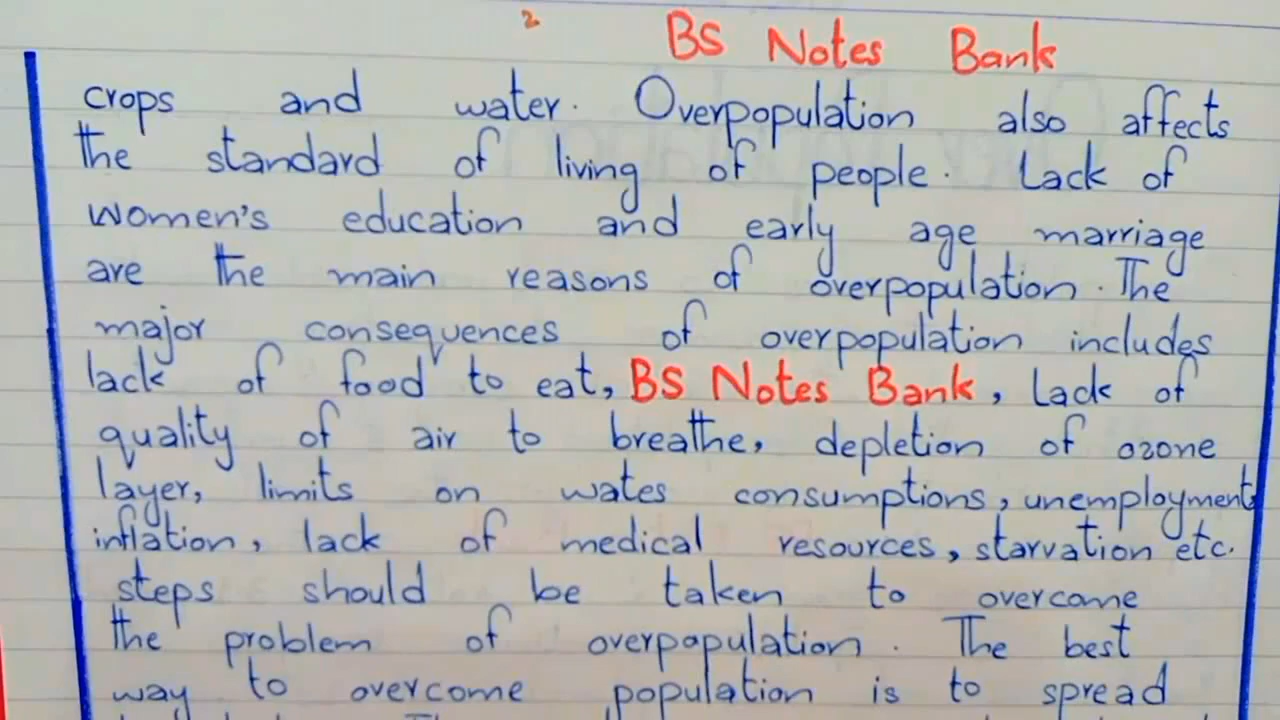 2
BS Notes Bank
crops and water. Overpopulation also affects
the standard of living of people. Lack of
women's education and early age marriage
are the main reasons of overpopulation. The
major consequences of overpopulation includes
lack of food to eat, BS Notes Bank, lack of
quality of air to breathe, depletion of ozone
layer, limits on wates consumptions, unemployment,
inflation, lack of medical resources, starvation etc.
steps should be taken to overcome
the problem of overpopulation. The best
way to overcome population is to spread